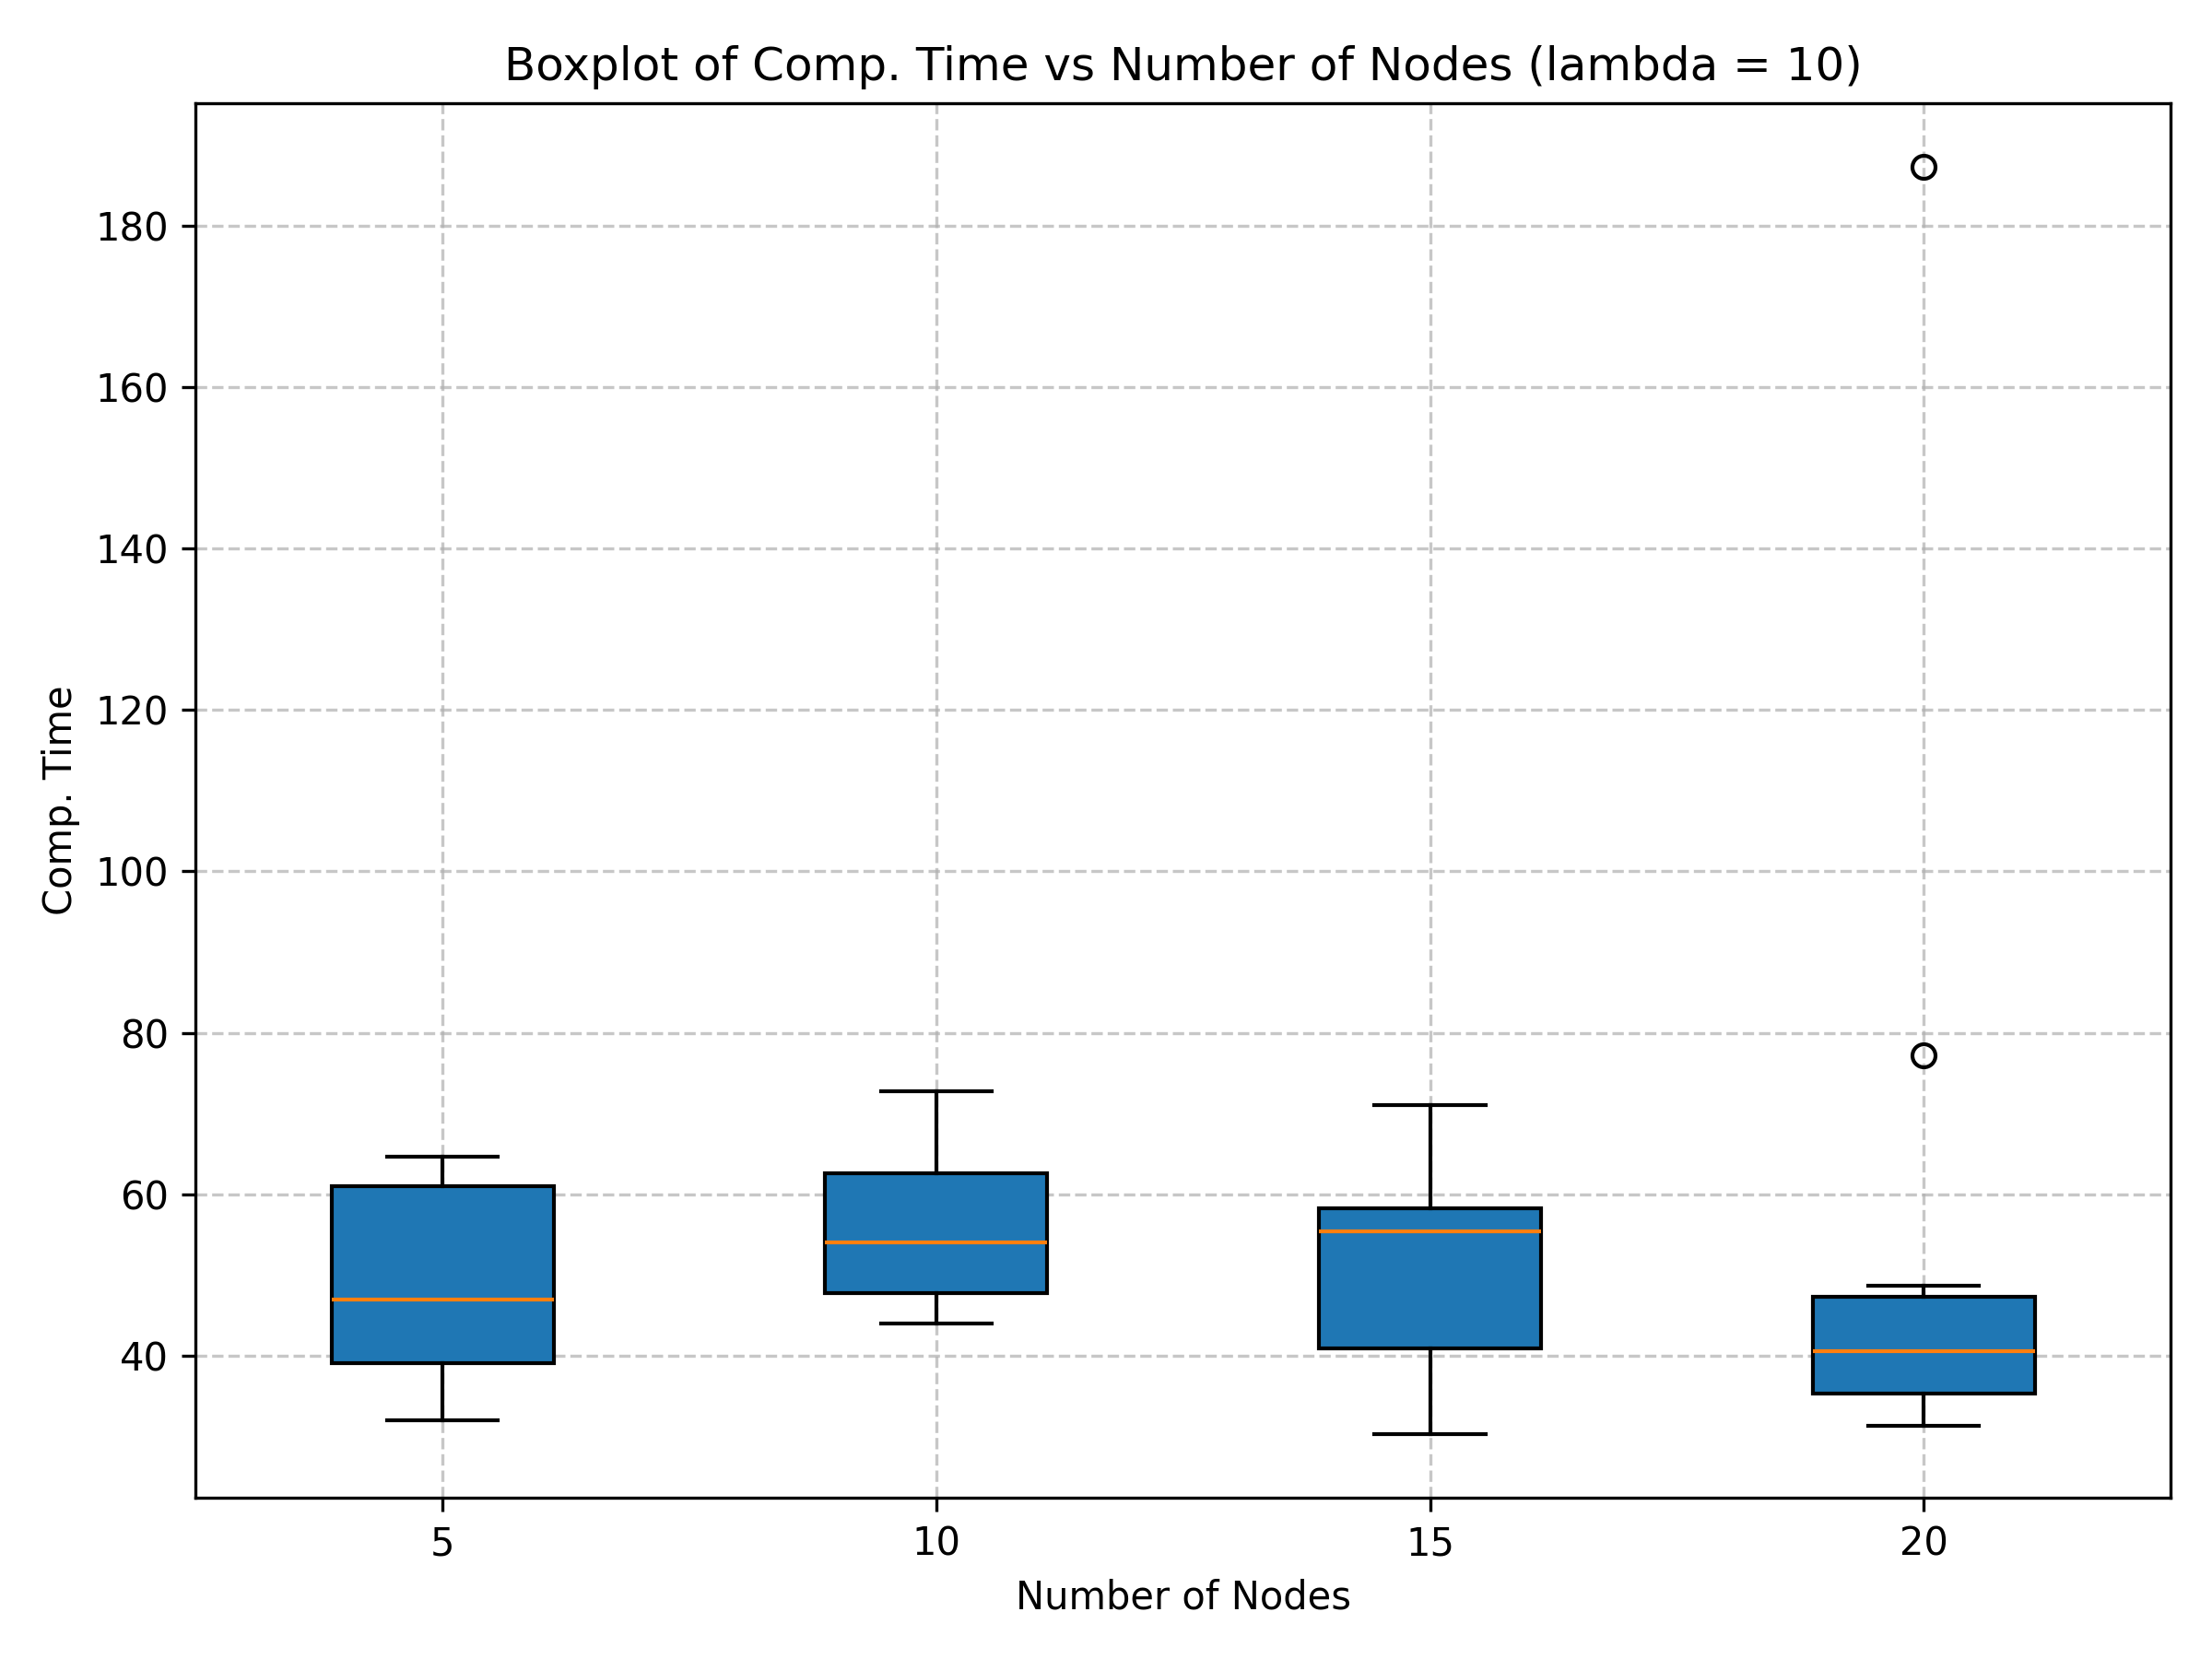 Boxplot of Comp. Time vs Number of Nodes (lambda = 10)
Comp. Time
180
160
140
120
100
80
60
40
5 10 15 20
Number of Nodes